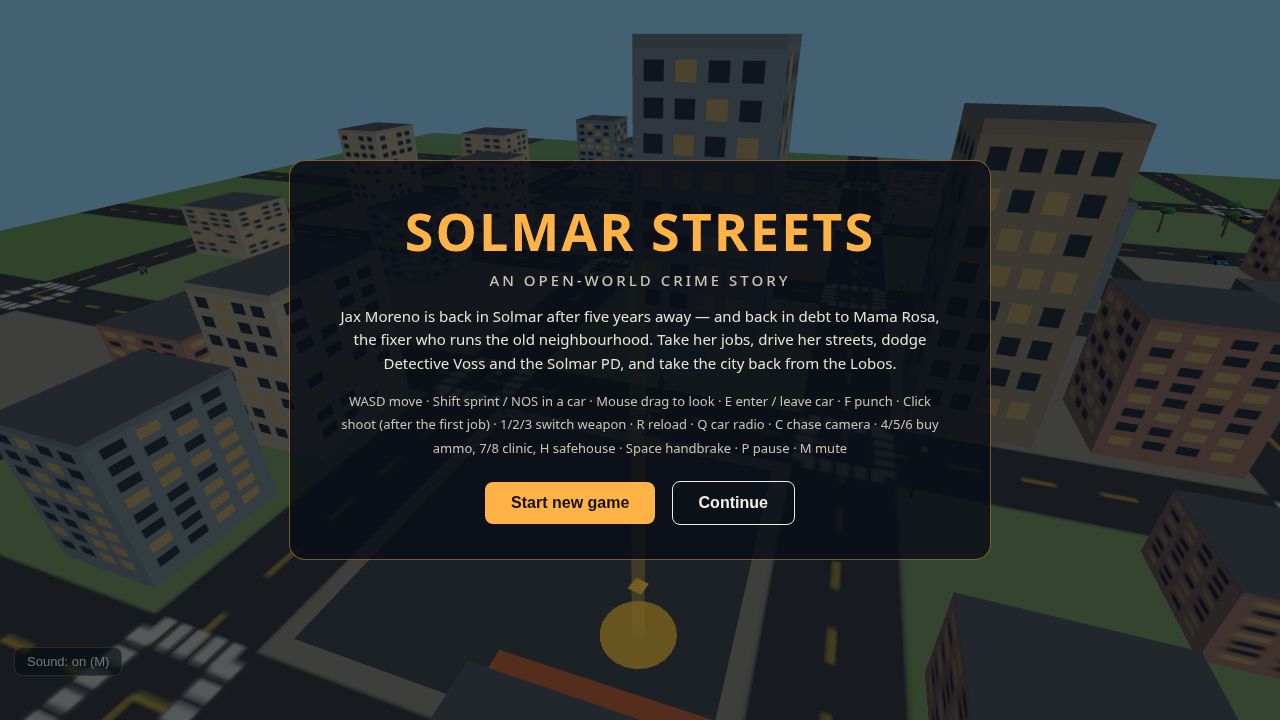 SOLMAR STREETS
AN OPEN-WORLD CRIME STORY
Jax Moreno is back in Solmar after five years away — and back in debt to Mama Rosa,
the fixer who runs the old neighbourhood. Take her jobs, drive her streets, dodge
Detective Voss and the Solmar PD, and take the city back from the Lobos.
WASD move · Shift sprint / NOS in a car · Mouse drag to look · E enter / leave car · F punch · Click
shoot (after the first job) · 1/2/3 switch weapon · R reload · Q car radio · C chase camera · 4/5/6 buy
ammo, 7/8 clinic, H safehouse · Space handbrake · P pause · M mute
Start new game
Continue
Sound: on (M)